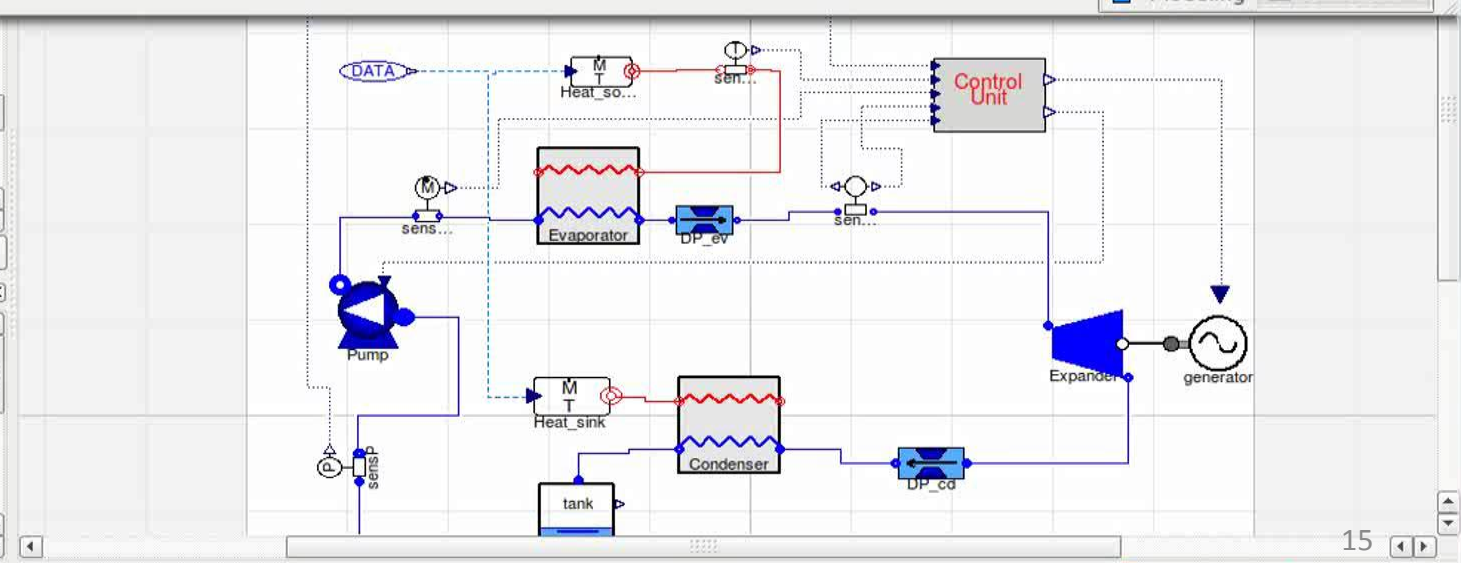 DATA
M
T
Heat_so...
T
sen...
Control
Unit
M
sens...
Evaporator
DP_ev
sen...
Pump
Expander
generator
M
T
Heat_sink
Condenser
DP_cd
P
sensP
tank
15